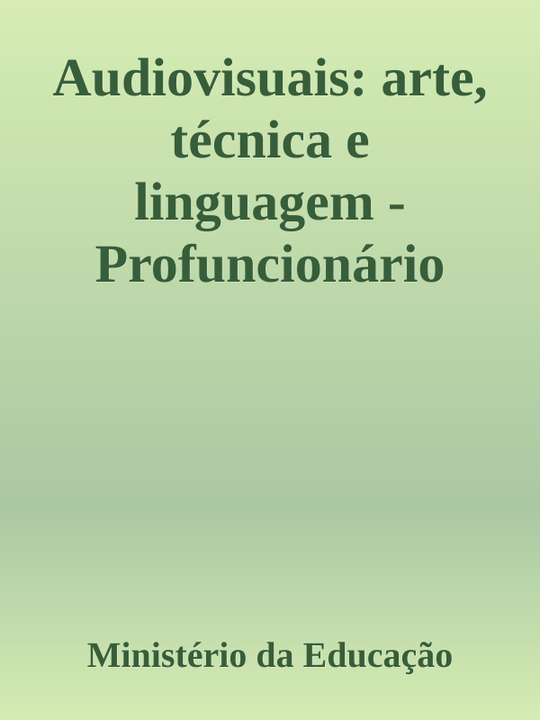 Audiovisuais: arte,
técnica e
linguagem -
Profuncionário
Ministério da Educação